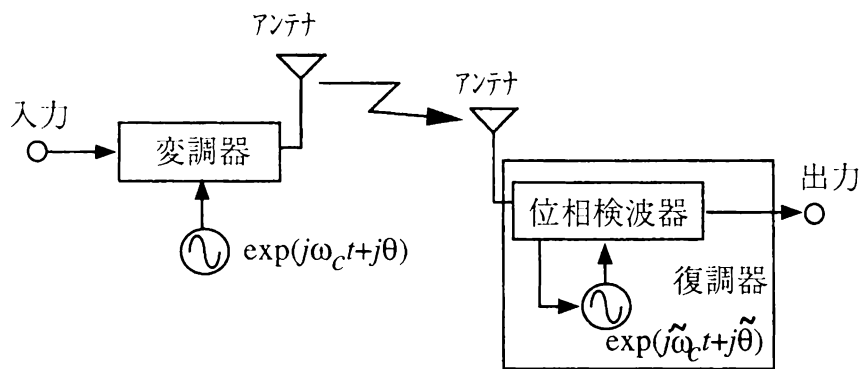 アンテナ
アンテナ
入力
変調器
exp(jω_c t+jθ)
位相検波器
出力
復調器
exp(jω̃_c t+jθ̃)